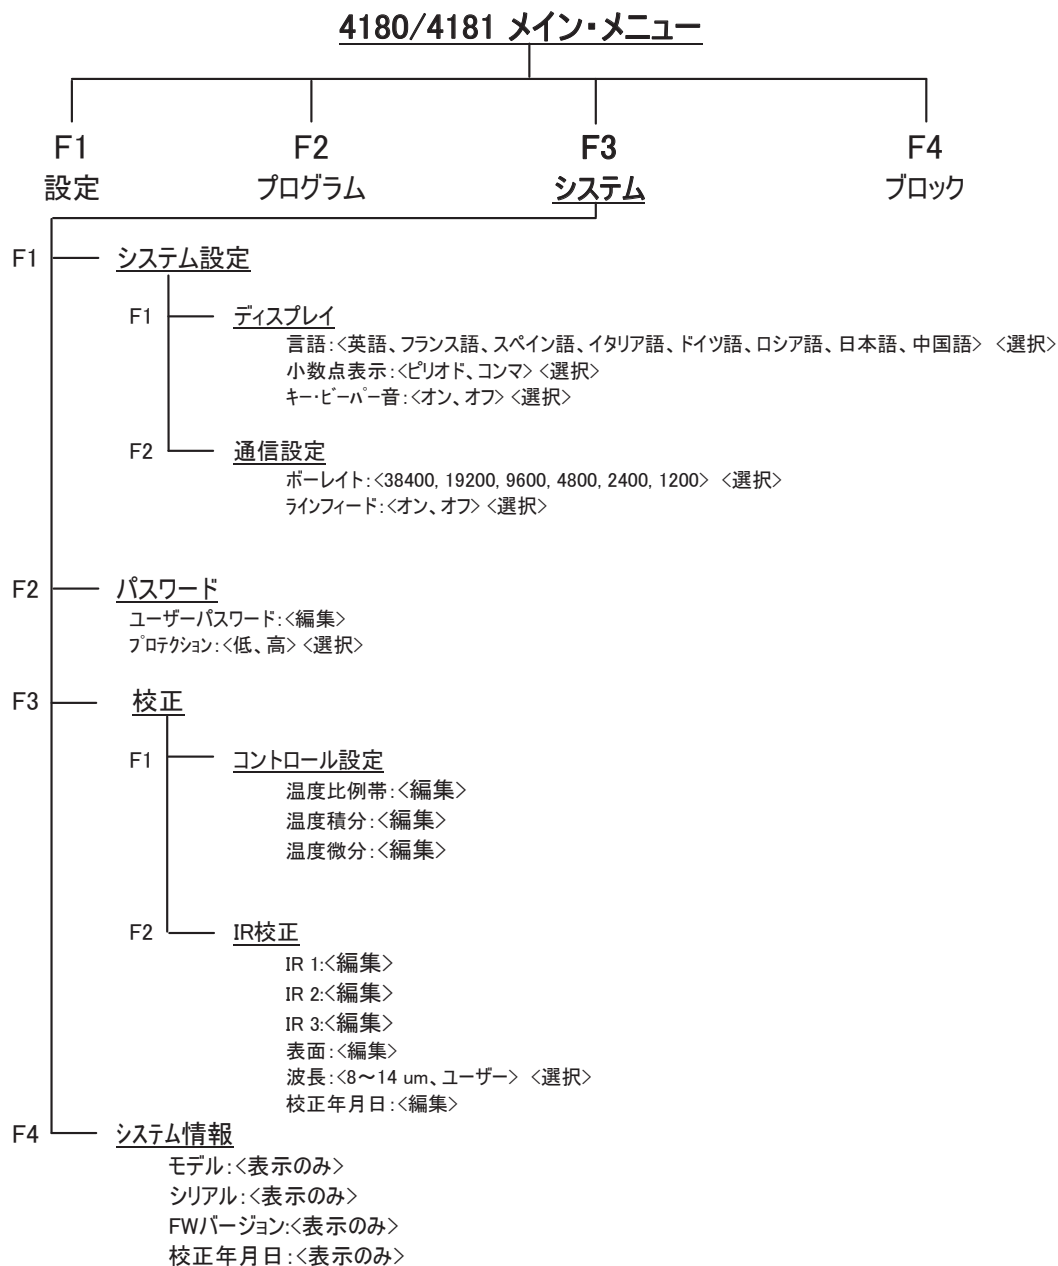 4180/4181 メイン・メニュー
F1 F2 F3 F4
設定 プログラム システム ブロック
F1 システム設定
F1 ディスプレイ
言語:<英語、フランス語、スペイン語、イタリア語、ドイツ語、ロシア語、日本語、中国語> <選択>
小数点表示:<ピリオド、コンマ> <選択>
キー・ビーパー音:<オン、オフ> <選択>
F2 通信設定
ボーレイト:<38400, 19200, 9600, 4800, 2400, 1200> <選択>
ラインフィード:<オン、オフ> <選択>
F2 パスワード
ユーザーパスワード:<編集>
プロテクション:<低、高> <選択>
F3 校正
F1 コントロール設定
温度比例帯:<編集>
温度積分:<編集>
温度微分:<編集>
F2 IR校正
IR 1:<編集>
IR 2:<編集>
IR 3:<編集>
表面:<編集>
波長:<8~14 um、ユーザー> <選択>
校正年月日:<編集>
F4 システム情報
モデル:<表示のみ>
シリアル:<表示のみ>
FWバージョン:<表示のみ>
校正年月日:<表示のみ>